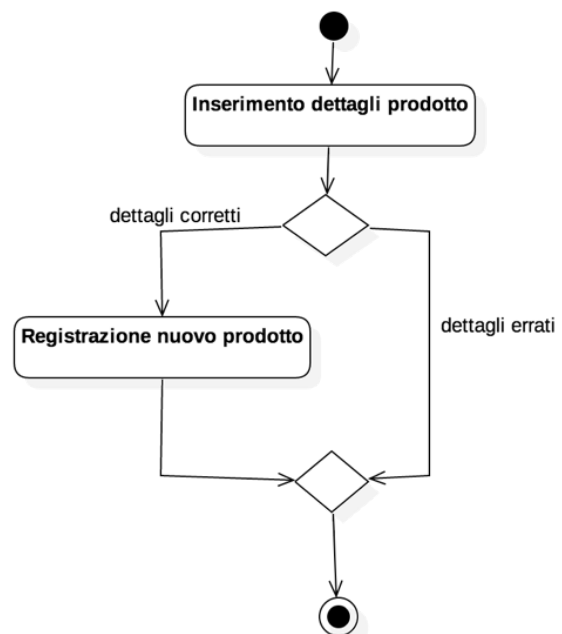 Inserimento dettagli prodotto
dettagli corretti
Registrazione nuovo prodotto
dettagli errati